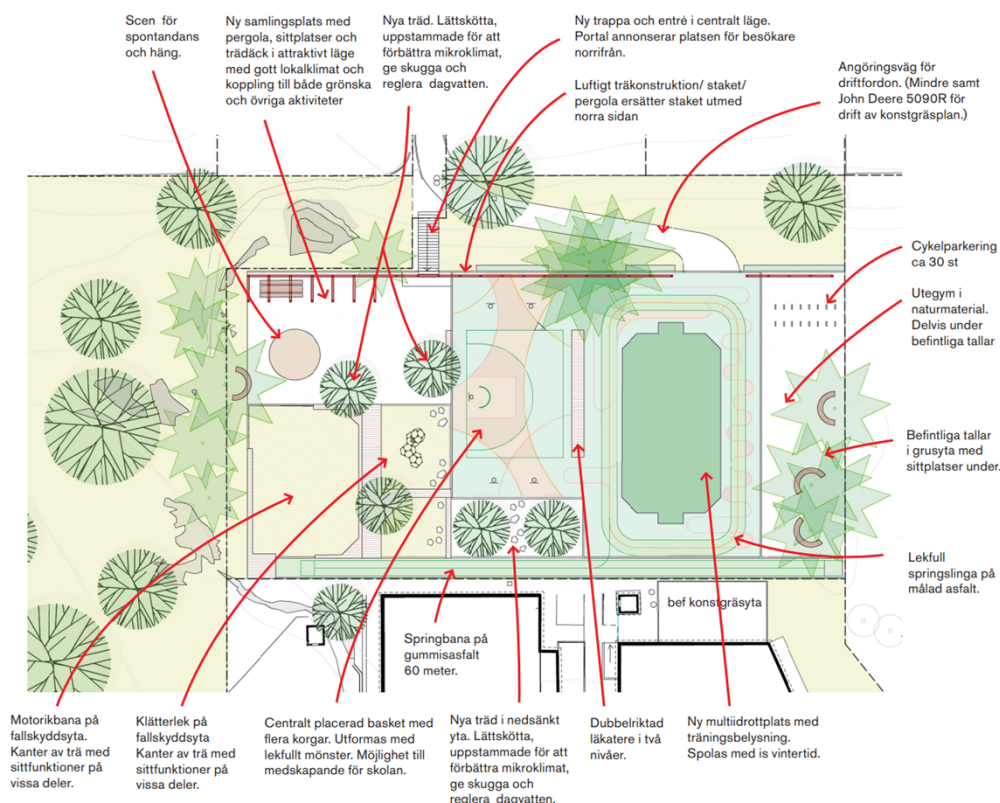 Scen för
spontandans
och häng.
Ny samlingsplats med
pergola, sittplatser och
trädäck i attraktivt läge
med gott lokalklimat och
koppling till både grönska
och övriga aktiviteter
Nya träd. Lättskötta,
uppstammade för att
förbättra mikroklimat,
ge skugga och
reglera dagvatten.
Ny trappa och entré i centralt läge.
Portal annonserar platsen för besökare
norrifrån.
Luftigt träkonstruktion/ staket/
pergola ersätter staket utmed
norra sidan
Angöringsväg för
driftfordon. (Mindre samt
John Deere 5090R för
drift av konstgräsplan.)
Cykelparkering
ca 30 st
Utegym i
naturmaterial.
Delvis under
befintliga tallar
Befintliga tallar
i grusyta med
sittplatser under.
Lekfull
springslinga på
målad asfalt.
bef konstgräsyta
Springbana på
gummisasfalt
60 meter.
Motorikbana på
fallskyddsyta.
Kanter av trä med
sittfunktioner på
vissa deler.
Klätterlek på
fallskyddsyta
Kanter av trä med
sittfunktioner på
vissa deler.
Centralt placerad basket med
flera korgar. Utformas med
lekfullt mönster. Möjlighet till
medskapande för skolan.
Nya träd i nedsänkt
yta. Lättskötta,
uppstammade för att
förbättra mikroklimat,
ge skugga och
reglera dagvatten.
Dubbelriktad
läkatere i två
nivåer.
Ny multiidrottplats med
träningsbelysning.
Spolas med is vintertid.